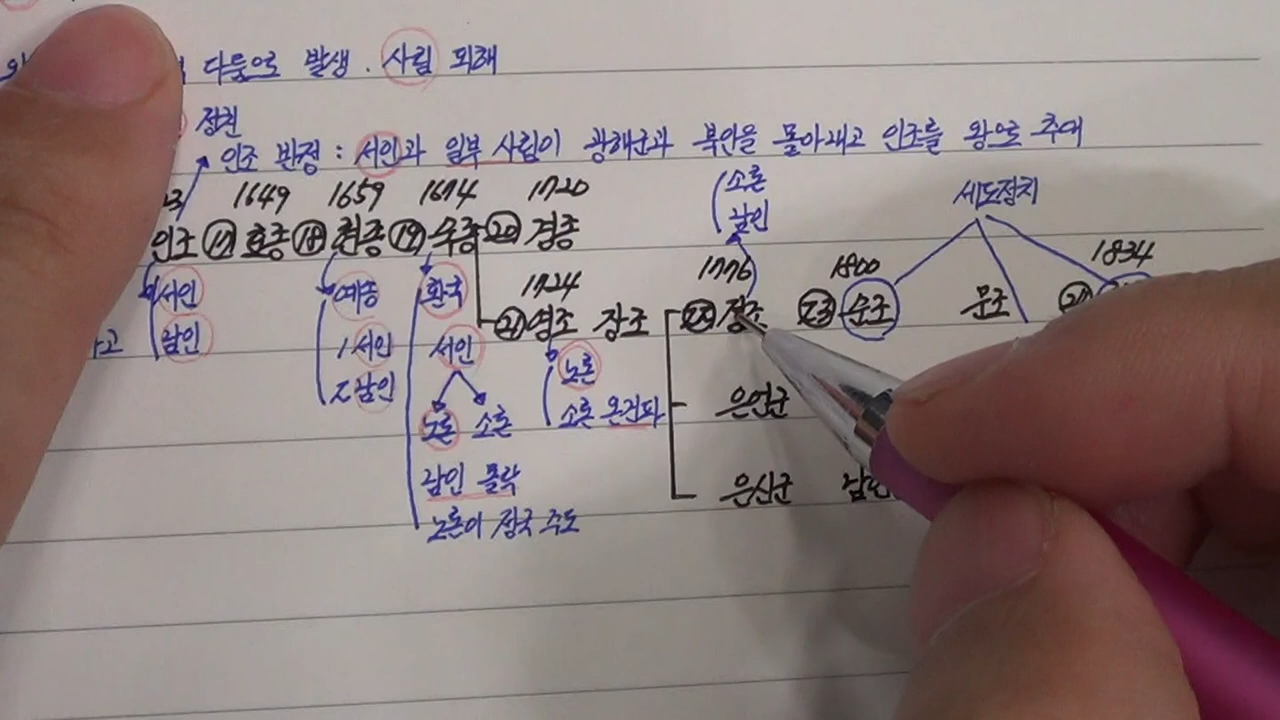 다툼으로 발생. 사림 피해
정권
인조 반정 : 서인과 일부 사림이 광해군과 북인을 몰아내고 인조를 왕으로 추대
1649 1659 1674 1720
인조 ⑰ 효종 ⑱ 현종 ⑲ 숙종 ⑳ 경종
소론
남인
세도정치
서인
남인
예송
1 서인
2 남인
환국
서인
노론 소론
남인 몰락
노론이 정국 주도
1724
㉑ 영조 장조
노론
소론 온건파
1776 1800 1834
㉒ 정조 ㉓ 순조 문조 ㉔
은언군
은신군